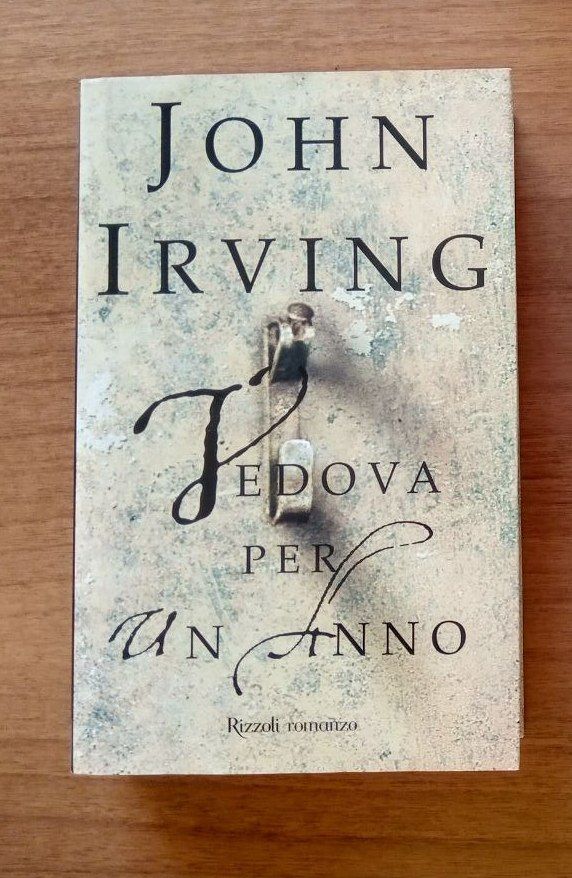 JOHN
IRVING
VEDOVA
PER
UN ANNO
Rizzoli romanzo